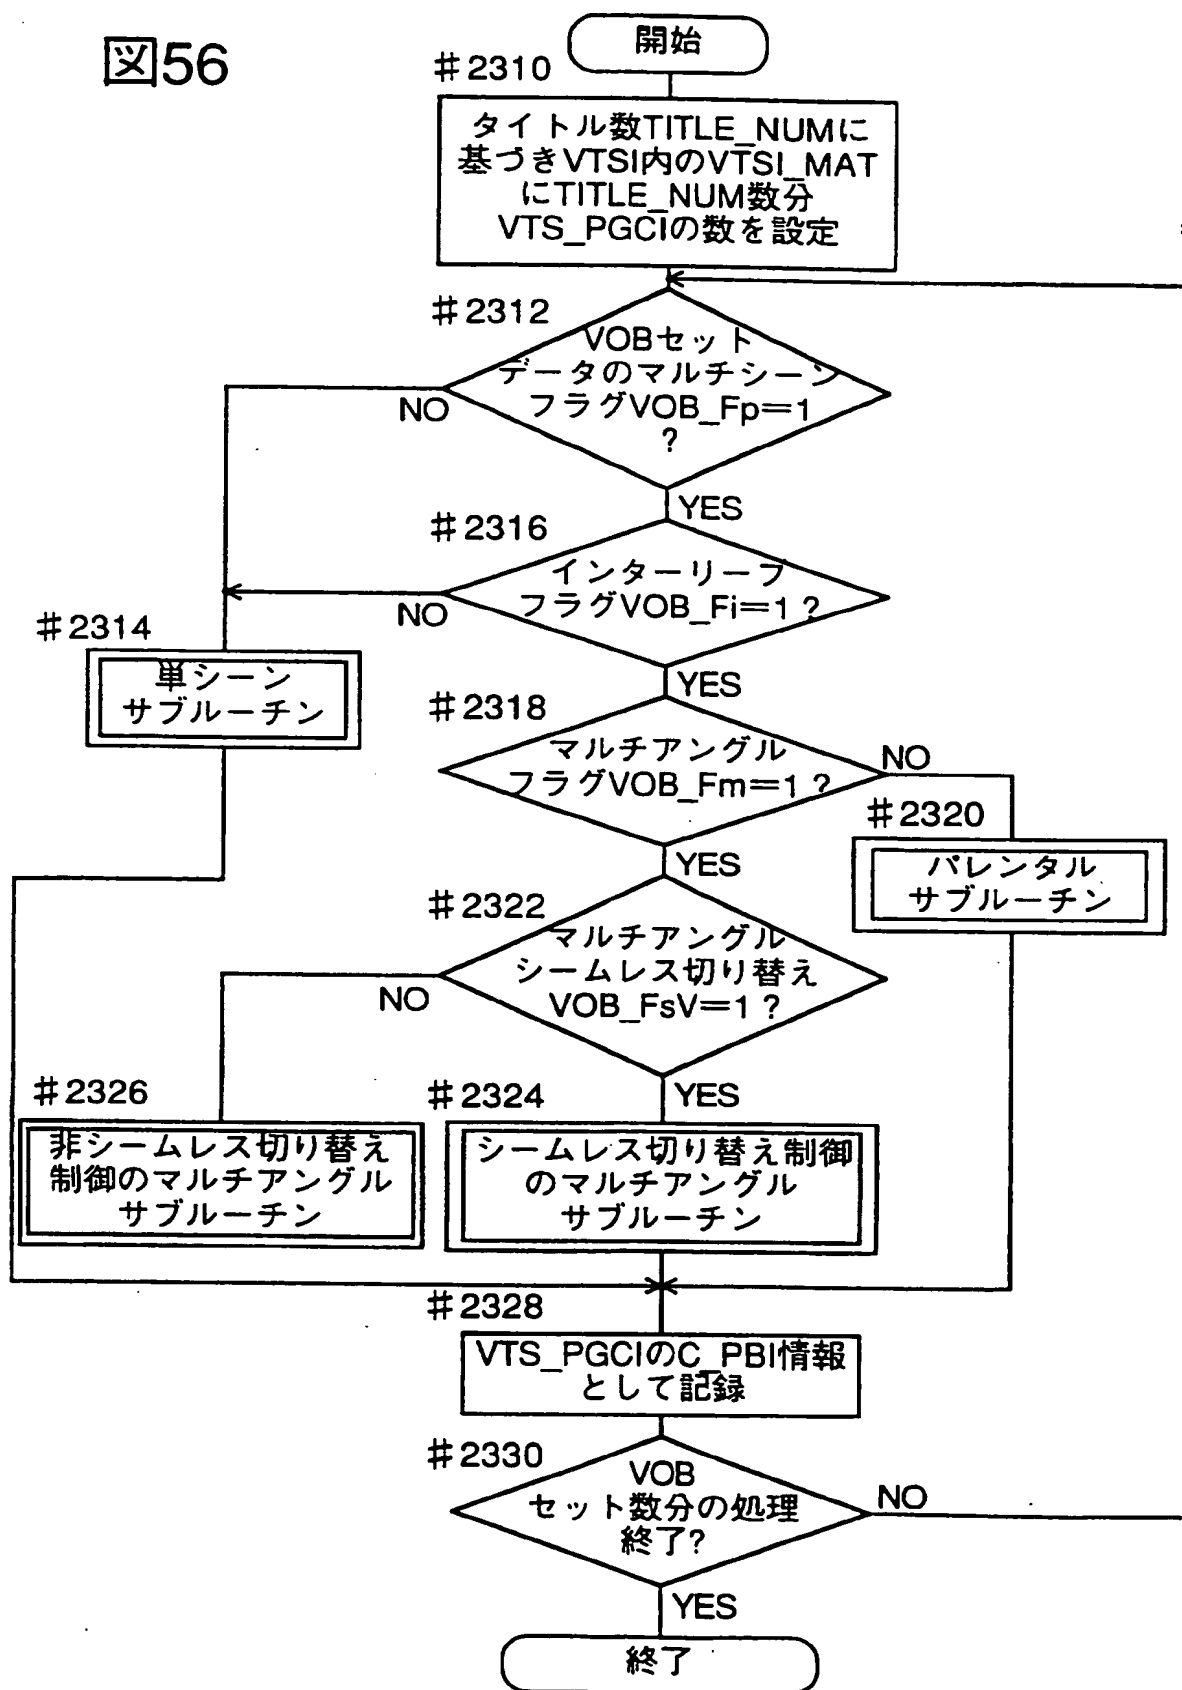 図56
開始
#2310
タイトル数TITLE_NUMに
基づきVTSI内のVTSI_MAT
にTITLE_NUM数分
VTS_PGCIの数を設定
#2312
VOBセット
データのマルチシーン
フラグVOB_Fp=1
?
NO
YES
#2316
インターリーフ
フラグVOB_Fi=1?
NO
YES
#2314
単シーン
サブルーチン
#2318
マルチアングル
フラグVOB_Fm=1?
NO
YES
#2320
パレンタル
サブルーチン
#2322
マルチアングル
シームレス切り替え
VOB_FsV=1?
NO
YES
#2326
非シームレス切り替え
制御のマルチアングル
サブルーチン
#2324
シームレス切り替え制御
のマルチアングル
サブルーチン
#2328
VTS_PGCIのC_PBI情報
として記録
#2330
VOB
セット数分の処理
終了?
NO
YES
終了